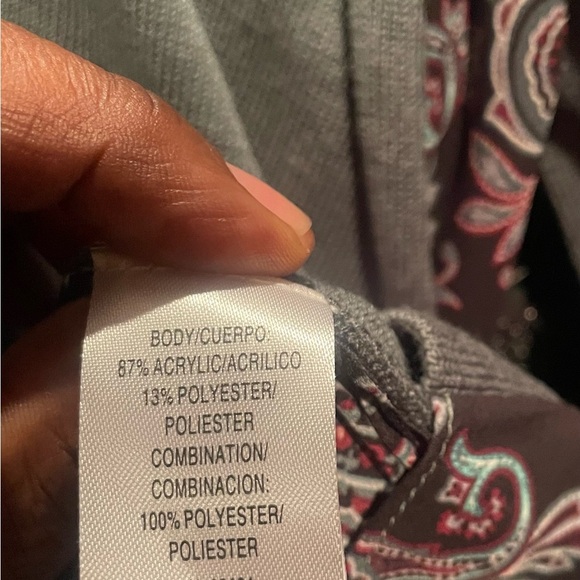 BODY/CUERPO:
87% ACRYLIC/ACRILICO
13% POLYESTER/
POLIESTER
COMBINATION/
COMBINACION:
100% POLYESTER/
POLIESTER